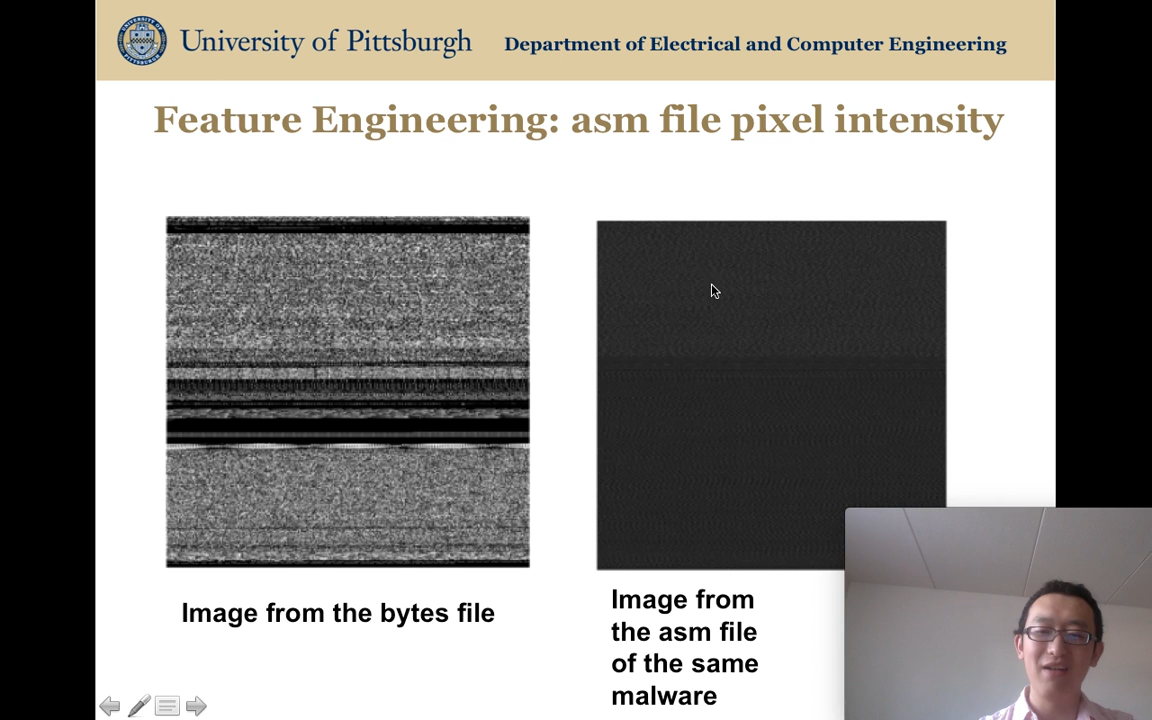 University of Pittsburgh
Department of Electrical and Computer Engineering
Feature Engineering: asm file pixel intensity
Image from the bytes file
Image from
the asm file
of the same
malware